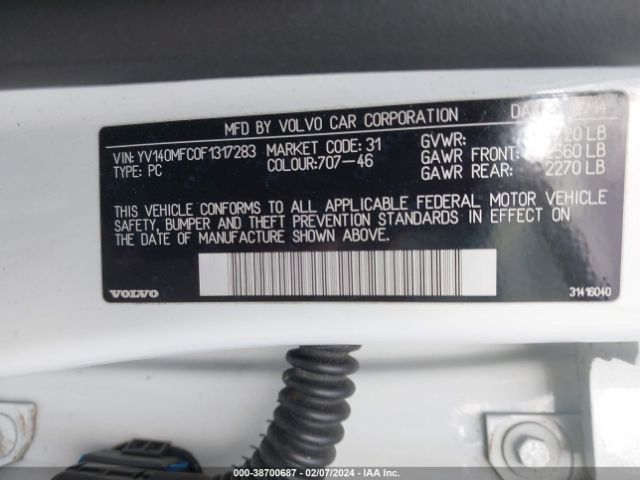 MFD BY VOLVO CAR CORPORATION
VIN: YV140MFC0F1317283 MARKET CODE: 31 GVWR:
TYPE: PC COLOUR: 707-46 GAWR FRONT: 2560 LB
GAWR REAR: 2270 LB
THIS VEHICLE CONFORMS TO ALL APPLICABLE FEDERAL MOTOR VEHICLE
SAFETY, BUMPER AND THEFT PREVENTION STANDARDS IN EFFECT ON
THE DATE OF MANUFACTURE SHOWN ABOVE.
VOLVO 31416040
000-38700687 - 02/07/2024 - IAA